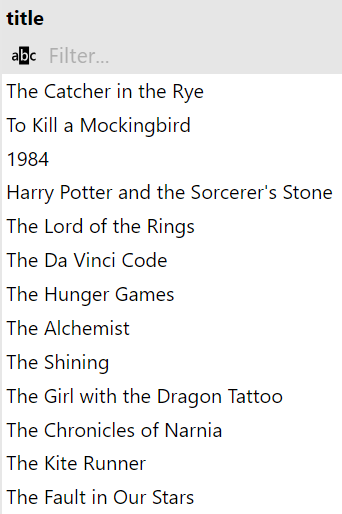 title
abc Filter...
The Catcher in the Rye
To Kill a Mockingbird
1984
Harry Potter and the Sorcerer's Stone
The Lord of the Rings
The Da Vinci Code
The Hunger Games
The Alchemist
The Shining
The Girl with the Dragon Tattoo
The Chronicles of Narnia
The Kite Runner
The Fault in Our Stars